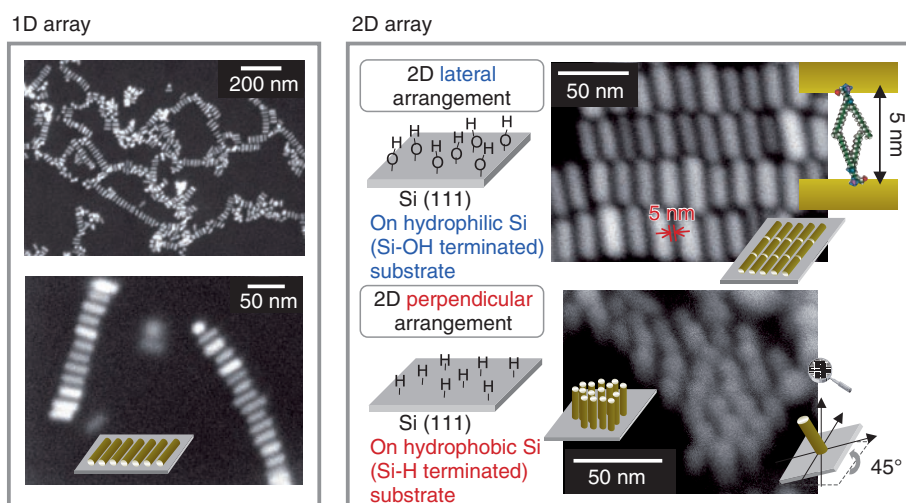 1D array
200 nm
50 nm
2D array
2D lateral
arrangement
H
H
H
H
H
H
O
O
O
O
O
O
Si (111)
On hydrophilic Si
(Si-OH terminated)
substrate
50 nm
5 nm
5 nm
2D perpendicular
arrangement
H
H
H
H
H
H
H
H
Si (111)
On hydrophobic Si
(Si-H terminated)
substrate
50 nm
45°